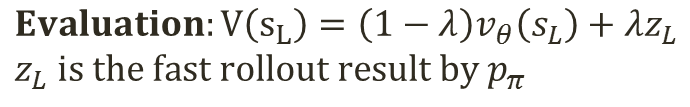 Evaluation: V(s_L) = (1 − λ)v_θ(s_L) + λz_L
z_L is the fast rollout result by p_π